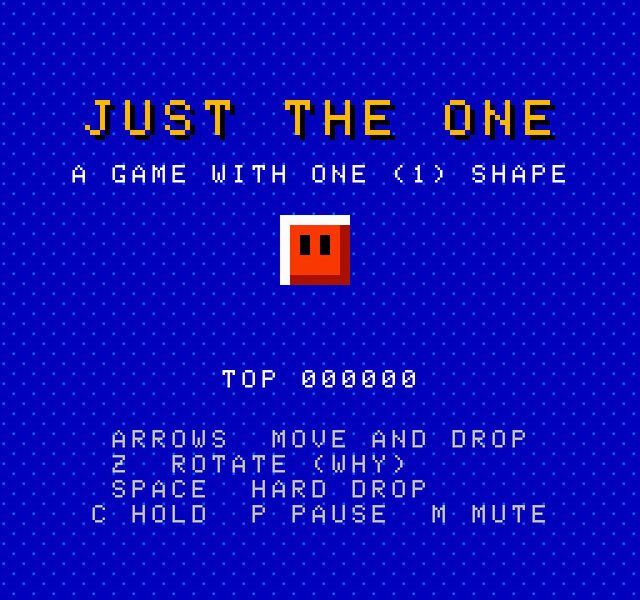 JUST THE ONE
A GAME WITH ONE (1) SHAPE
TOP 000000
ARROWS MOVE AND DROP
Z ROTATE (WHY)
SPACE HARD DROP
C HOLD P PAUSE M MUTE